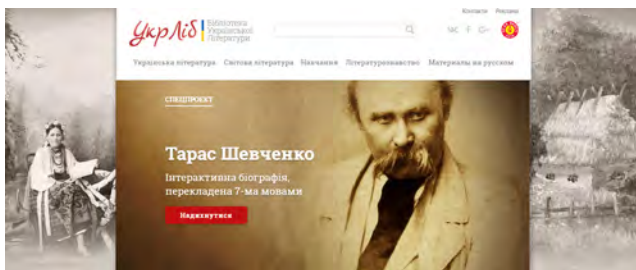 Контакти Реклама
УкрЛіб
Бібліотека
Української
Літератури
Українська література Світова література Навчання Літературознавство Материалы на русском
СПЕЦПРОЕКТ
Тарас Шевченко
Інтерактивна біографія,
перекладена 7-ма мовами
Надихнутися